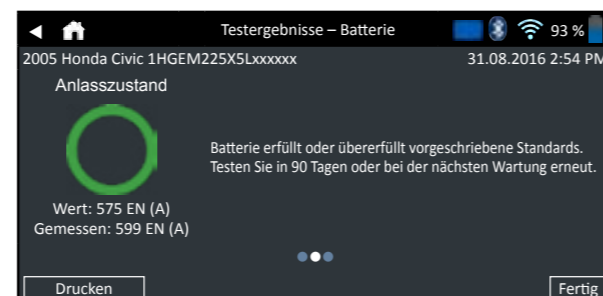 Testergebnisse – Batterie 93 %
2005 Honda Civic 1HGEM225X5Lxxxxxx 31.08.2016 2:54 PM
Anlasszustand
Batterie erfüllt oder übererfüllt vorgeschriebene Standards.
Testen Sie in 90 Tagen oder bei der nächsten Wartung erneut.
Wert: 575 EN (A)
Gemessen: 599 EN (A)
Drucken Fertig